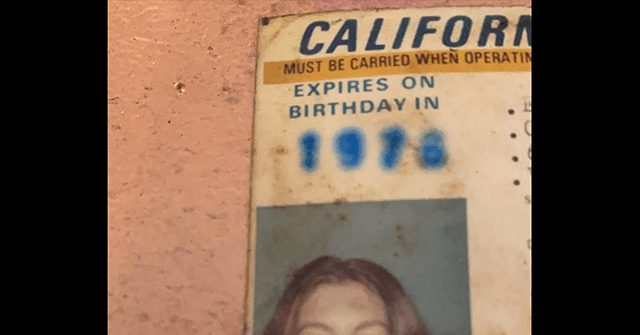 CALIFORN
MUST BE CARRIED WHEN OPERATIN
EXPIRES ON
BIRTHDAY IN
1976